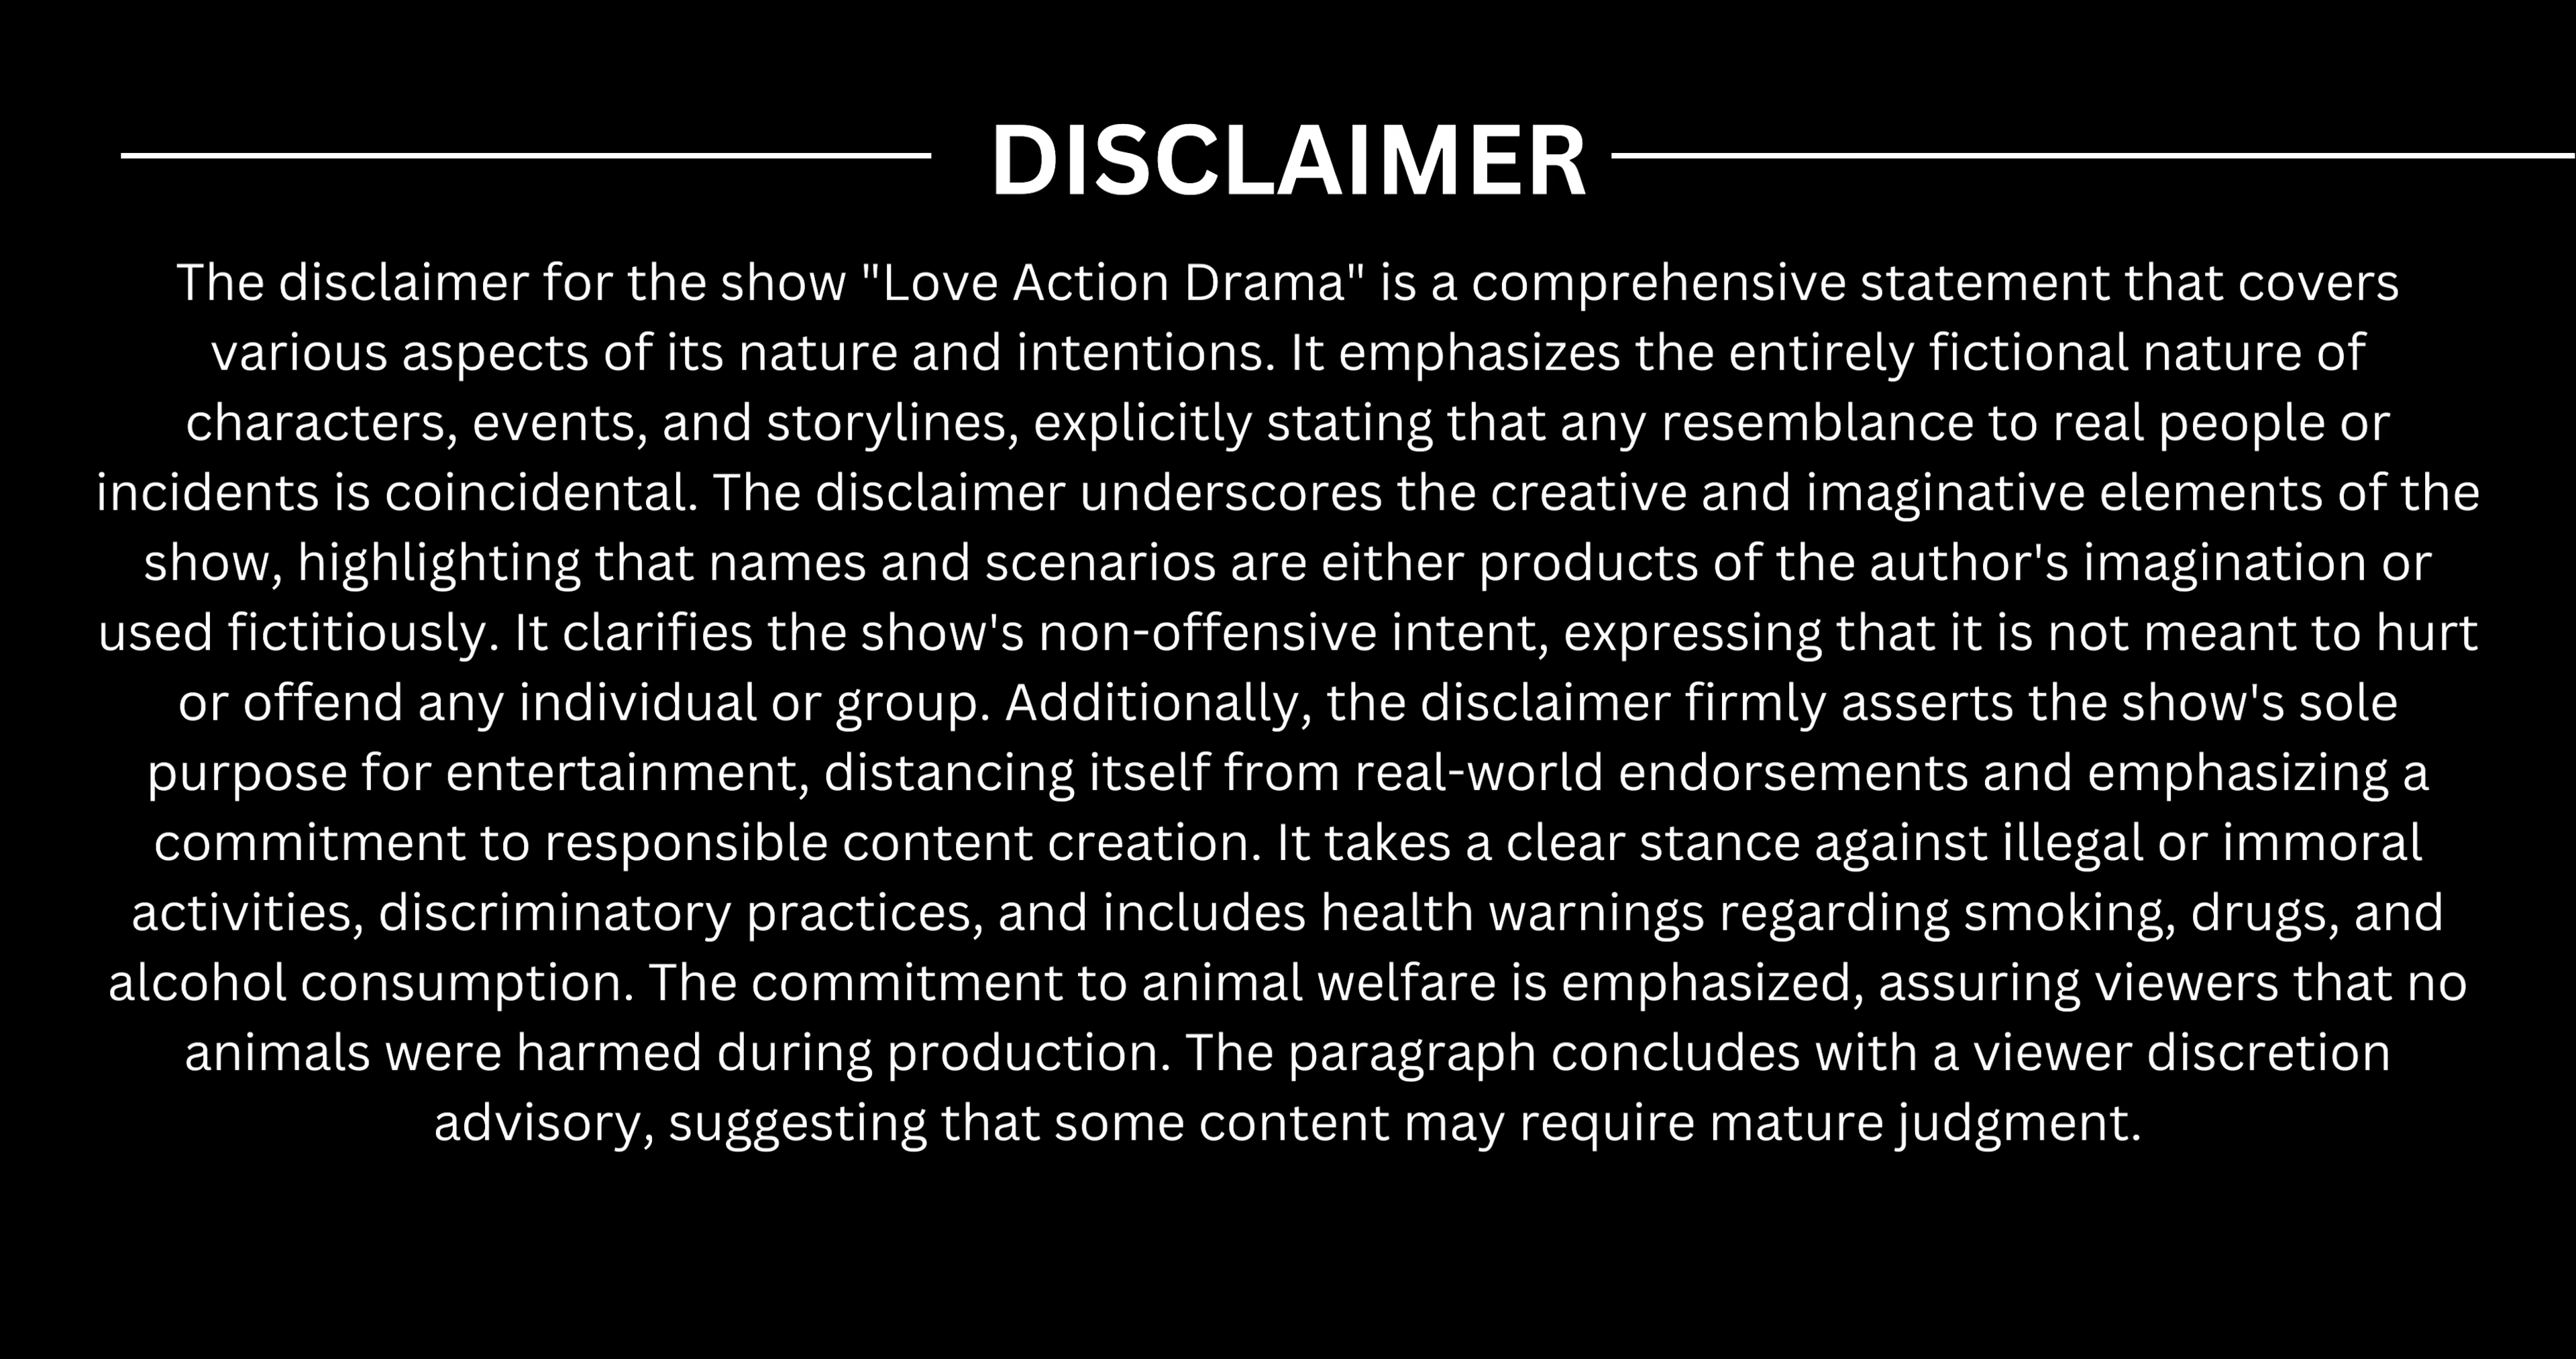 DISCLAIMER
The disclaimer for the show "Love Action Drama" is a comprehensive statement that covers
various aspects of its nature and intentions. It emphasizes the entirely fictional nature of
characters, events, and storylines, explicitly stating that any resemblance to real people or
incidents is coincidental. The disclaimer underscores the creative and imaginative elements of the
show, highlighting that names and scenarios are either products of the author's imagination or
used fictitiously. It clarifies the show's non-offensive intent, expressing that it is not meant to hurt
or offend any individual or group. Additionally, the disclaimer firmly asserts the show's sole
purpose for entertainment, distancing itself from real-world endorsements and emphasizing a
commitment to responsible content creation. It takes a clear stance against illegal or immoral
activities, discriminatory practices, and includes health warnings regarding smoking, drugs, and
alcohol consumption. The commitment to animal welfare is emphasized, assuring viewers that no
animals were harmed during production. The paragraph concludes with a viewer discretion
advisory, suggesting that some content may require mature judgment.